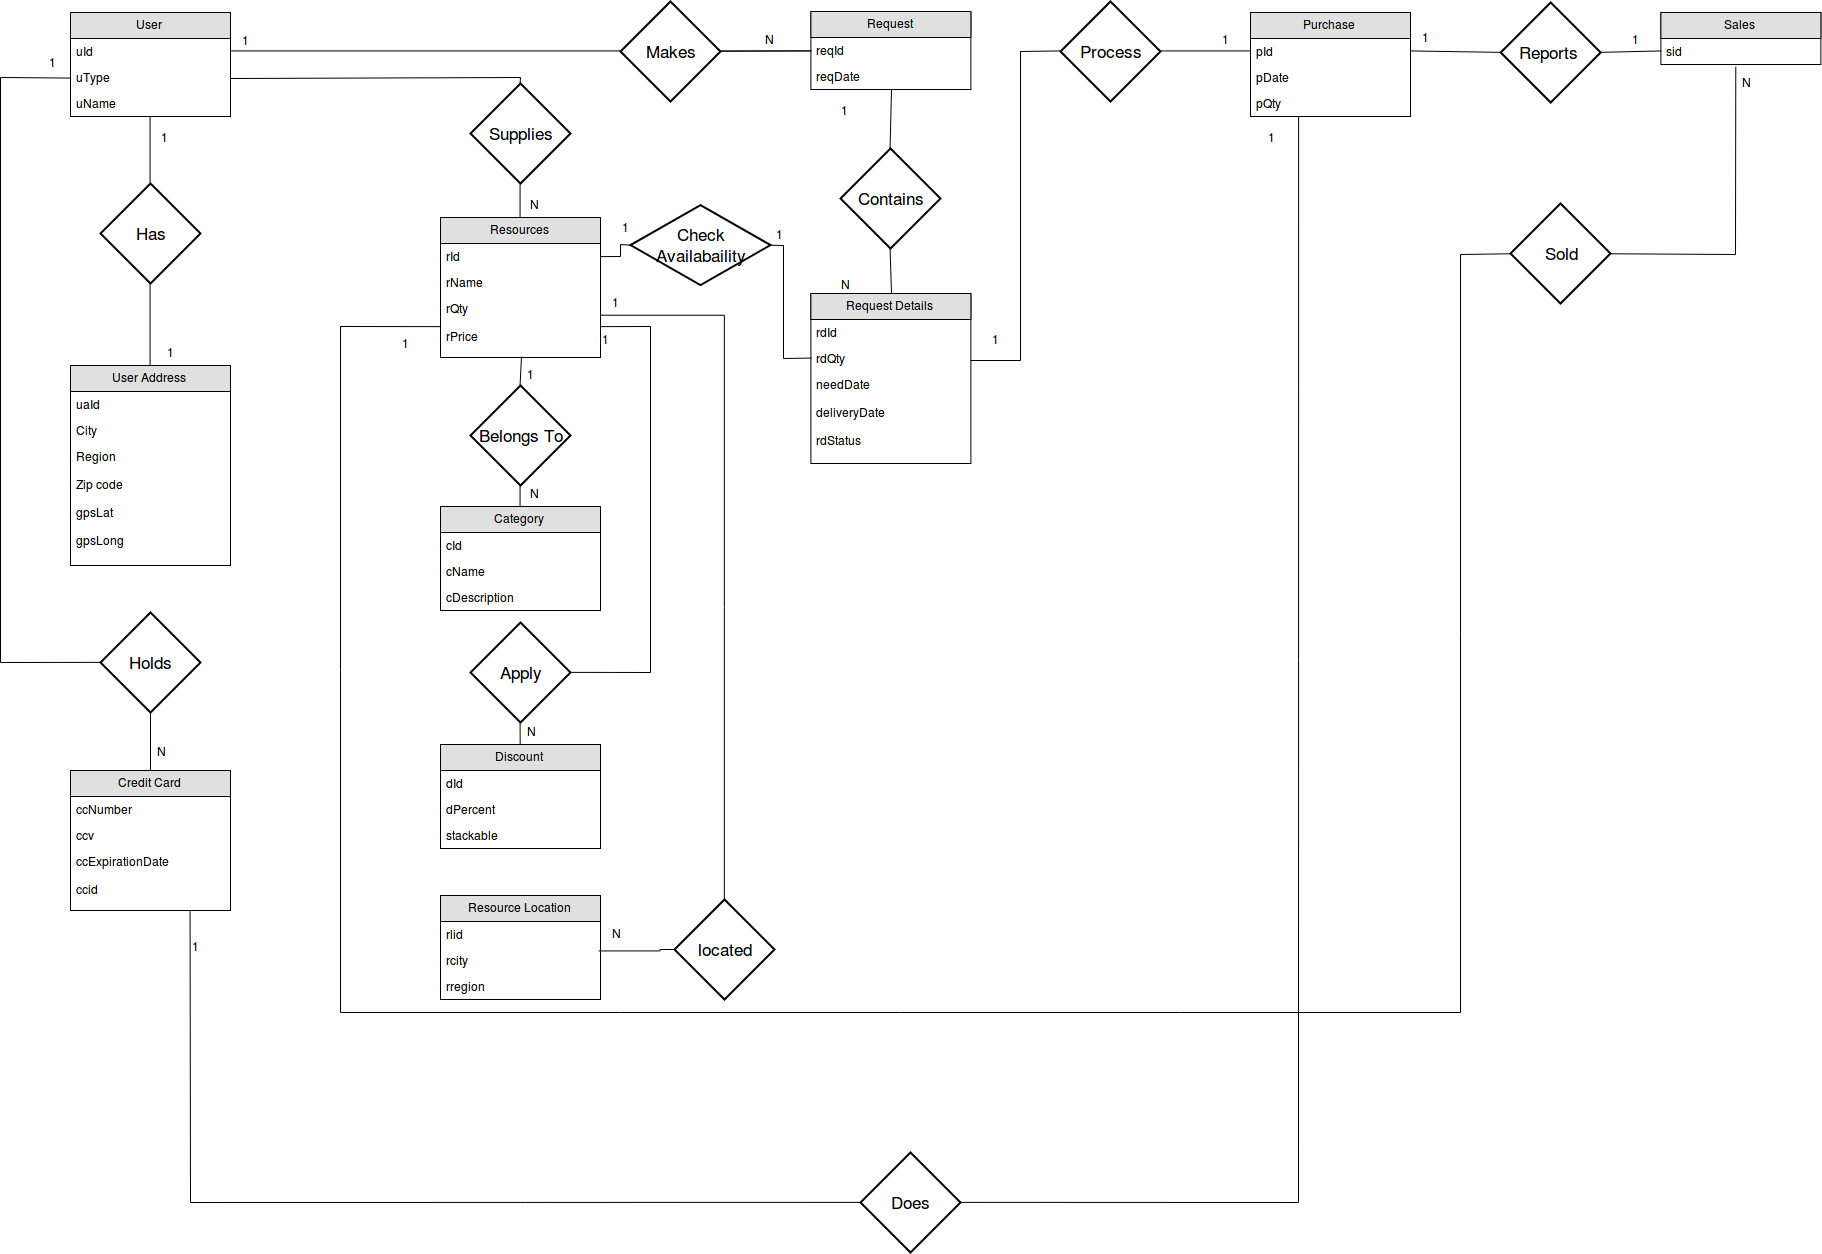 User
uId
uType
uName
1
1
1
Makes
N
Request
reqId
reqDate
1
Process
1
Purchase
pId
pDate
pQty
1
1
Reports
1
Sales
sid
N
Supplies
N
Has
1
Contains
N
Sold
Resources
rId
rName
rQty
rPrice
1
1
1
1
1
Check
Availabaility
1
Request Details
rdId
rdQty
needDate
deliveryDate
rdStatus
1
User Address
uaId
City
Region
Zip code
gpsLat
gpsLong
Belongs To
N
Category
cId
cName
cDescription
Holds
N
Apply
N
Discount
dId
dPercent
stackable
Credit Card
ccNumber
ccv
ccExpirationDate
ccid
1
Resource Location
rlid
rcity
rregion
N
located
Does